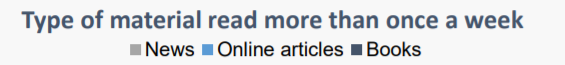 Type of material read more than once a week
News Online articles Books